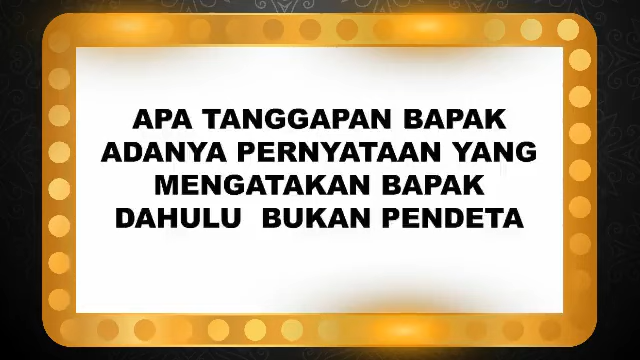 APA TANGGAPAN BAPAK
ADANYA PERNYATAAN YANG
MENGATAKAN BAPAK
DAHULU  BUKAN PENDETA